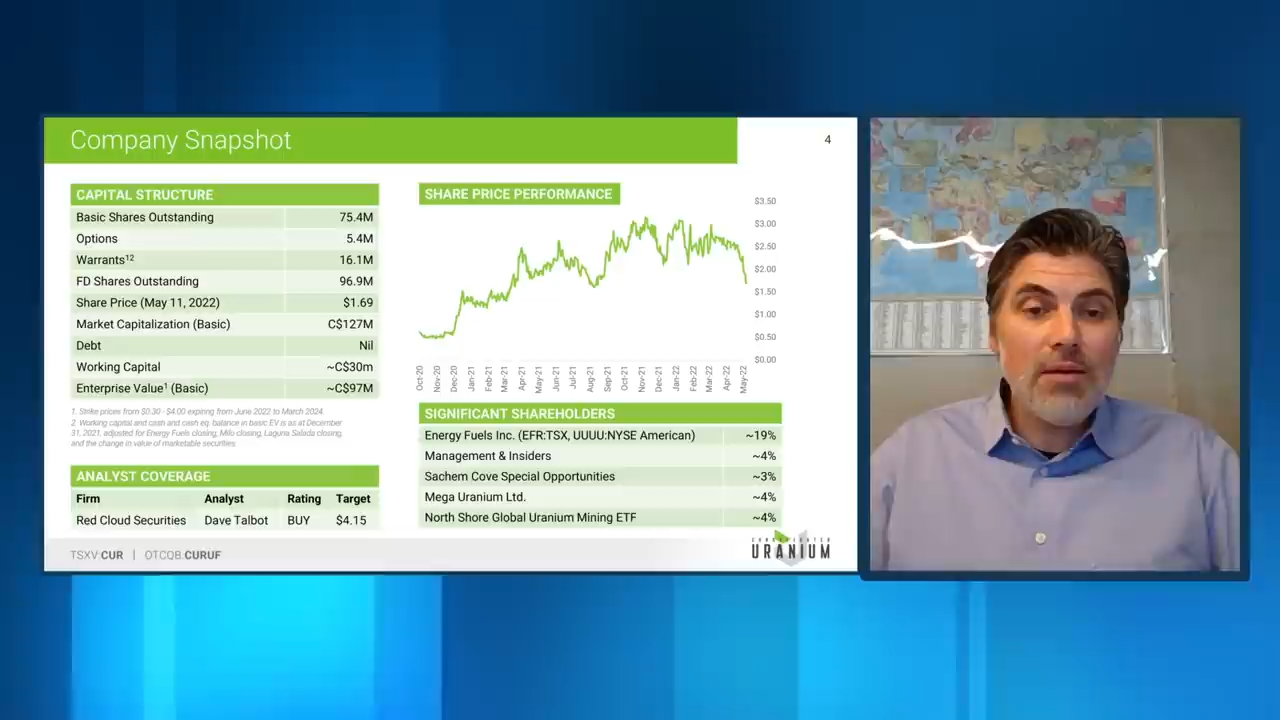 Company Snapshot
4
CAPITAL STRUCTURE
Basic Shares Outstanding 75.4M
Options 5.4M
Warrants¹² 16.1M
FD Shares Outstanding 96.9M
Share Price (May 11, 2022) $1.69
Market Capitalization (Basic) C$127M
Debt Nil
Working Capital ~C$30m
Enterprise Value¹ (Basic) ~C$97M
1. Strike prices from $0.30 - $4.00 expiring from June 2022 to March 2024.
2. Working capital and cash and cash eq. balance in basic EV is as at December
31, 2021, adjusted for Energy Fuels closing, Milo closing, Laguna Salada closing,
and the change in value of marketable securities.
ANALYST COVERAGE
Firm Analyst Rating Target
Red Cloud Securities Dave Talbot BUY $4.15
SHARE PRICE PERFORMANCE
$3.50
$3.00
$2.50
$2.00
$1.50
$1.00
$0.50
$0.00
Oct-20
Nov-20
Dec-20
Jan-21
Feb-21
Mar-21
Apr-21
May-21
Jun-21
Jul-21
Aug-21
Sep-21
Oct-21
Nov-21
Dec-21
Jan-22
Feb-22
Mar-22
Apr-22
May-22
SIGNIFICANT SHAREHOLDERS
Energy Fuels Inc. (EFR:TSX, UUUU:NYSE American) ~19%
Management & Insiders ~4%
Sachem Cove Special Opportunities ~3%
Mega Uranium Ltd. ~4%
North Shore Global Uranium Mining ETF ~4%
TSXV:CUR | OTCQB:CURUF
CONSOLIDATED
URANIUM